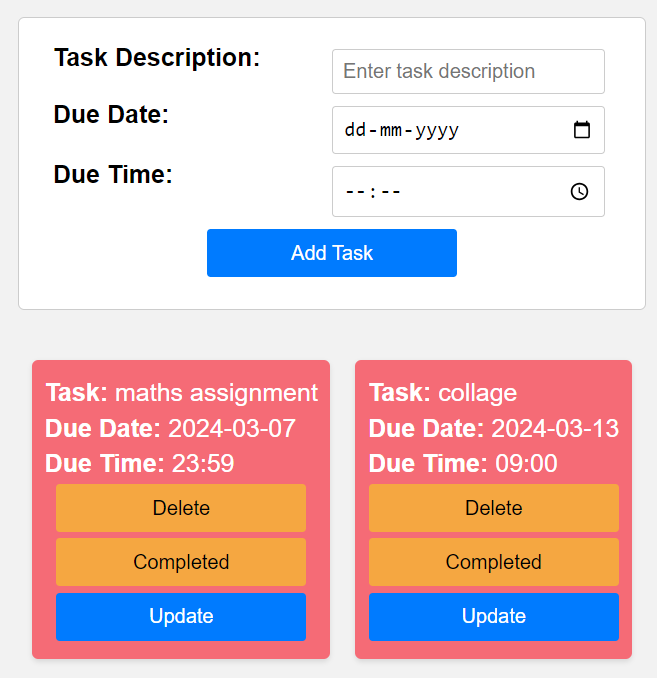 Task Description:
Enter task description
Due Date:
dd-mm-yyyy
Due Time:
--:--
Add Task
Task: maths assignment
Due Date: 2024-03-07
Due Time: 23:59
Delete
Completed
Update
Task: collage
Due Date: 2024-03-13
Due Time: 09:00
Delete
Completed
Update